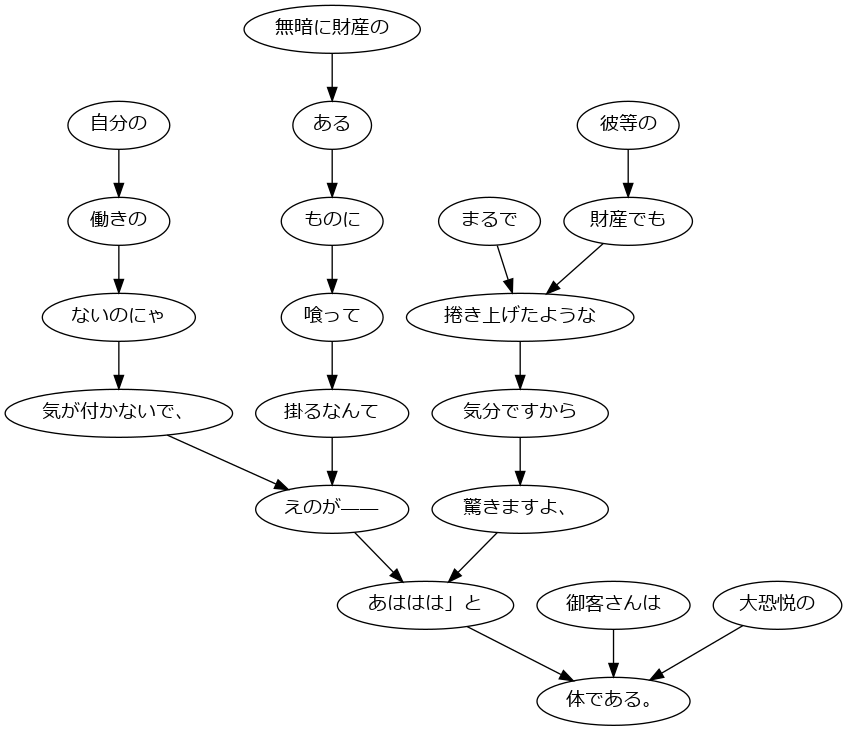 無暗に財産の
自分の
ある
彼等の
働きの
ものに
まるで
財産でも
ないのにゃ
喰って
捲き上げたような
気が付かないで、
掛るなんて
気分ですから
えのが——
驚きますよ、
あははは」と
御客さんは
大恐悦の
体である。